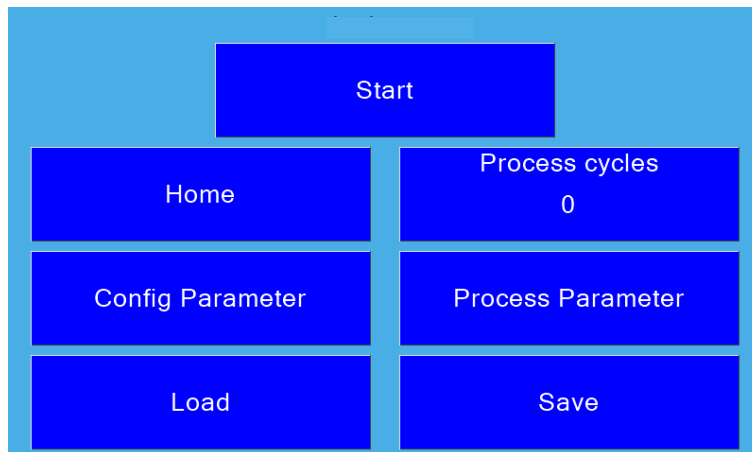 Start
Home
Process cycles
0
Config Parameter
Process Parameter
Load
Save